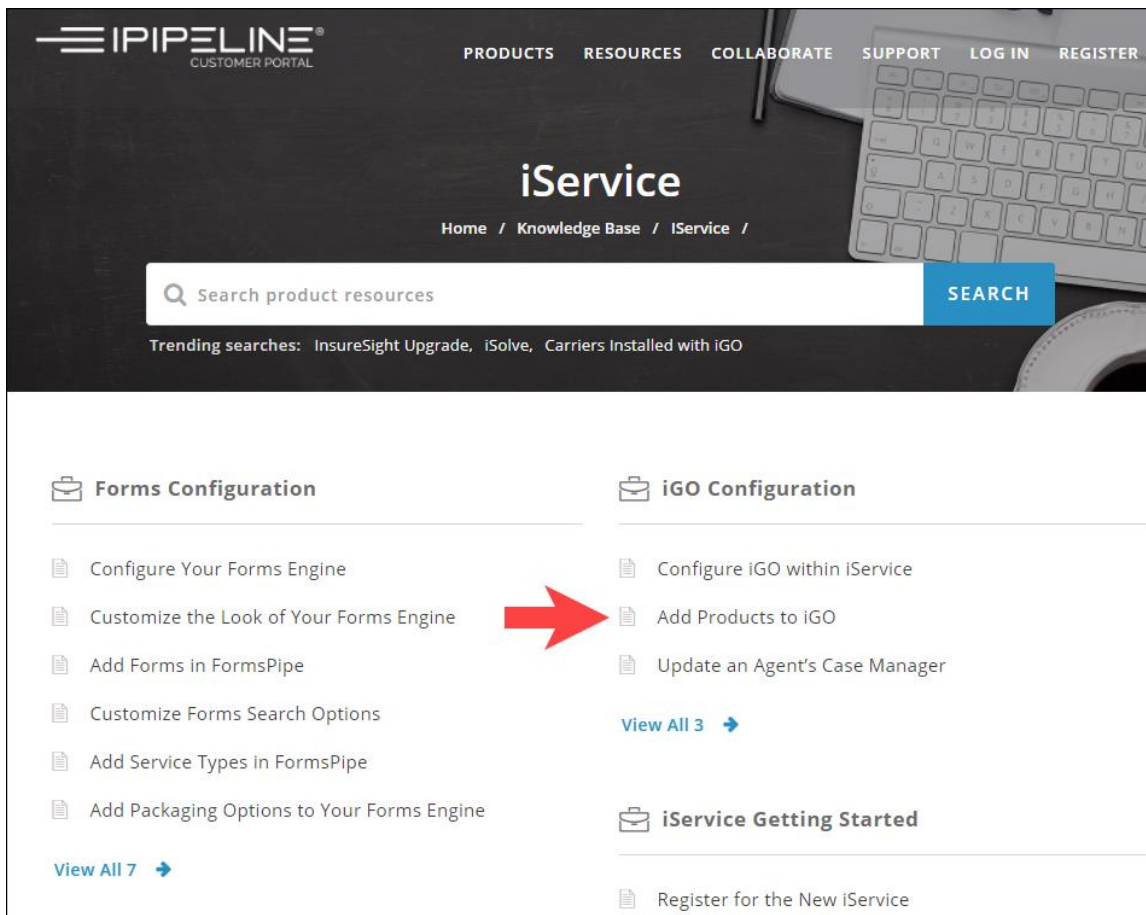 IPIPELINE®
CUSTOMER PORTAL
PRODUCTS RESOURCES COLLABORATE SUPPORT LOG IN REGISTER
iService
Home / Knowledge Base / IService /
Search product resources
SEARCH
Trending searches: InsureSight Upgrade, iSolve, Carriers Installed with iGO
Forms Configuration
Configure Your Forms Engine
Customize the Look of Your Forms Engine
Add Forms in FormsPipe
Customize Forms Search Options
Add Service Types in FormsPipe
Add Packaging Options to Your Forms Engine
View All 7
iGO Configuration
Configure iGO within iService
Add Products to iGO
Update an Agent’s Case Manager
View All 3
iService Getting Started
Register for the New iService